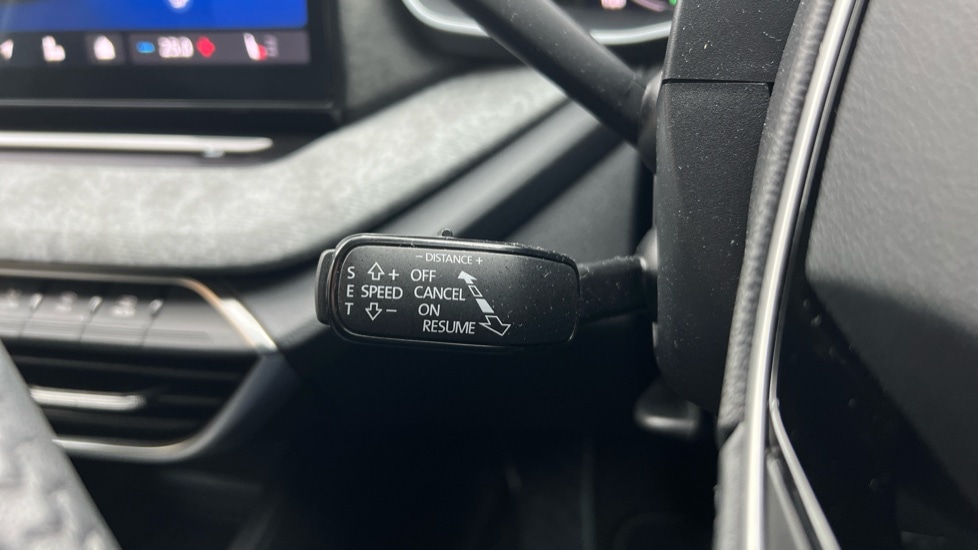 - DISTANCE +
S + OFF
E SPEED CANCEL
T - ON
RESUME